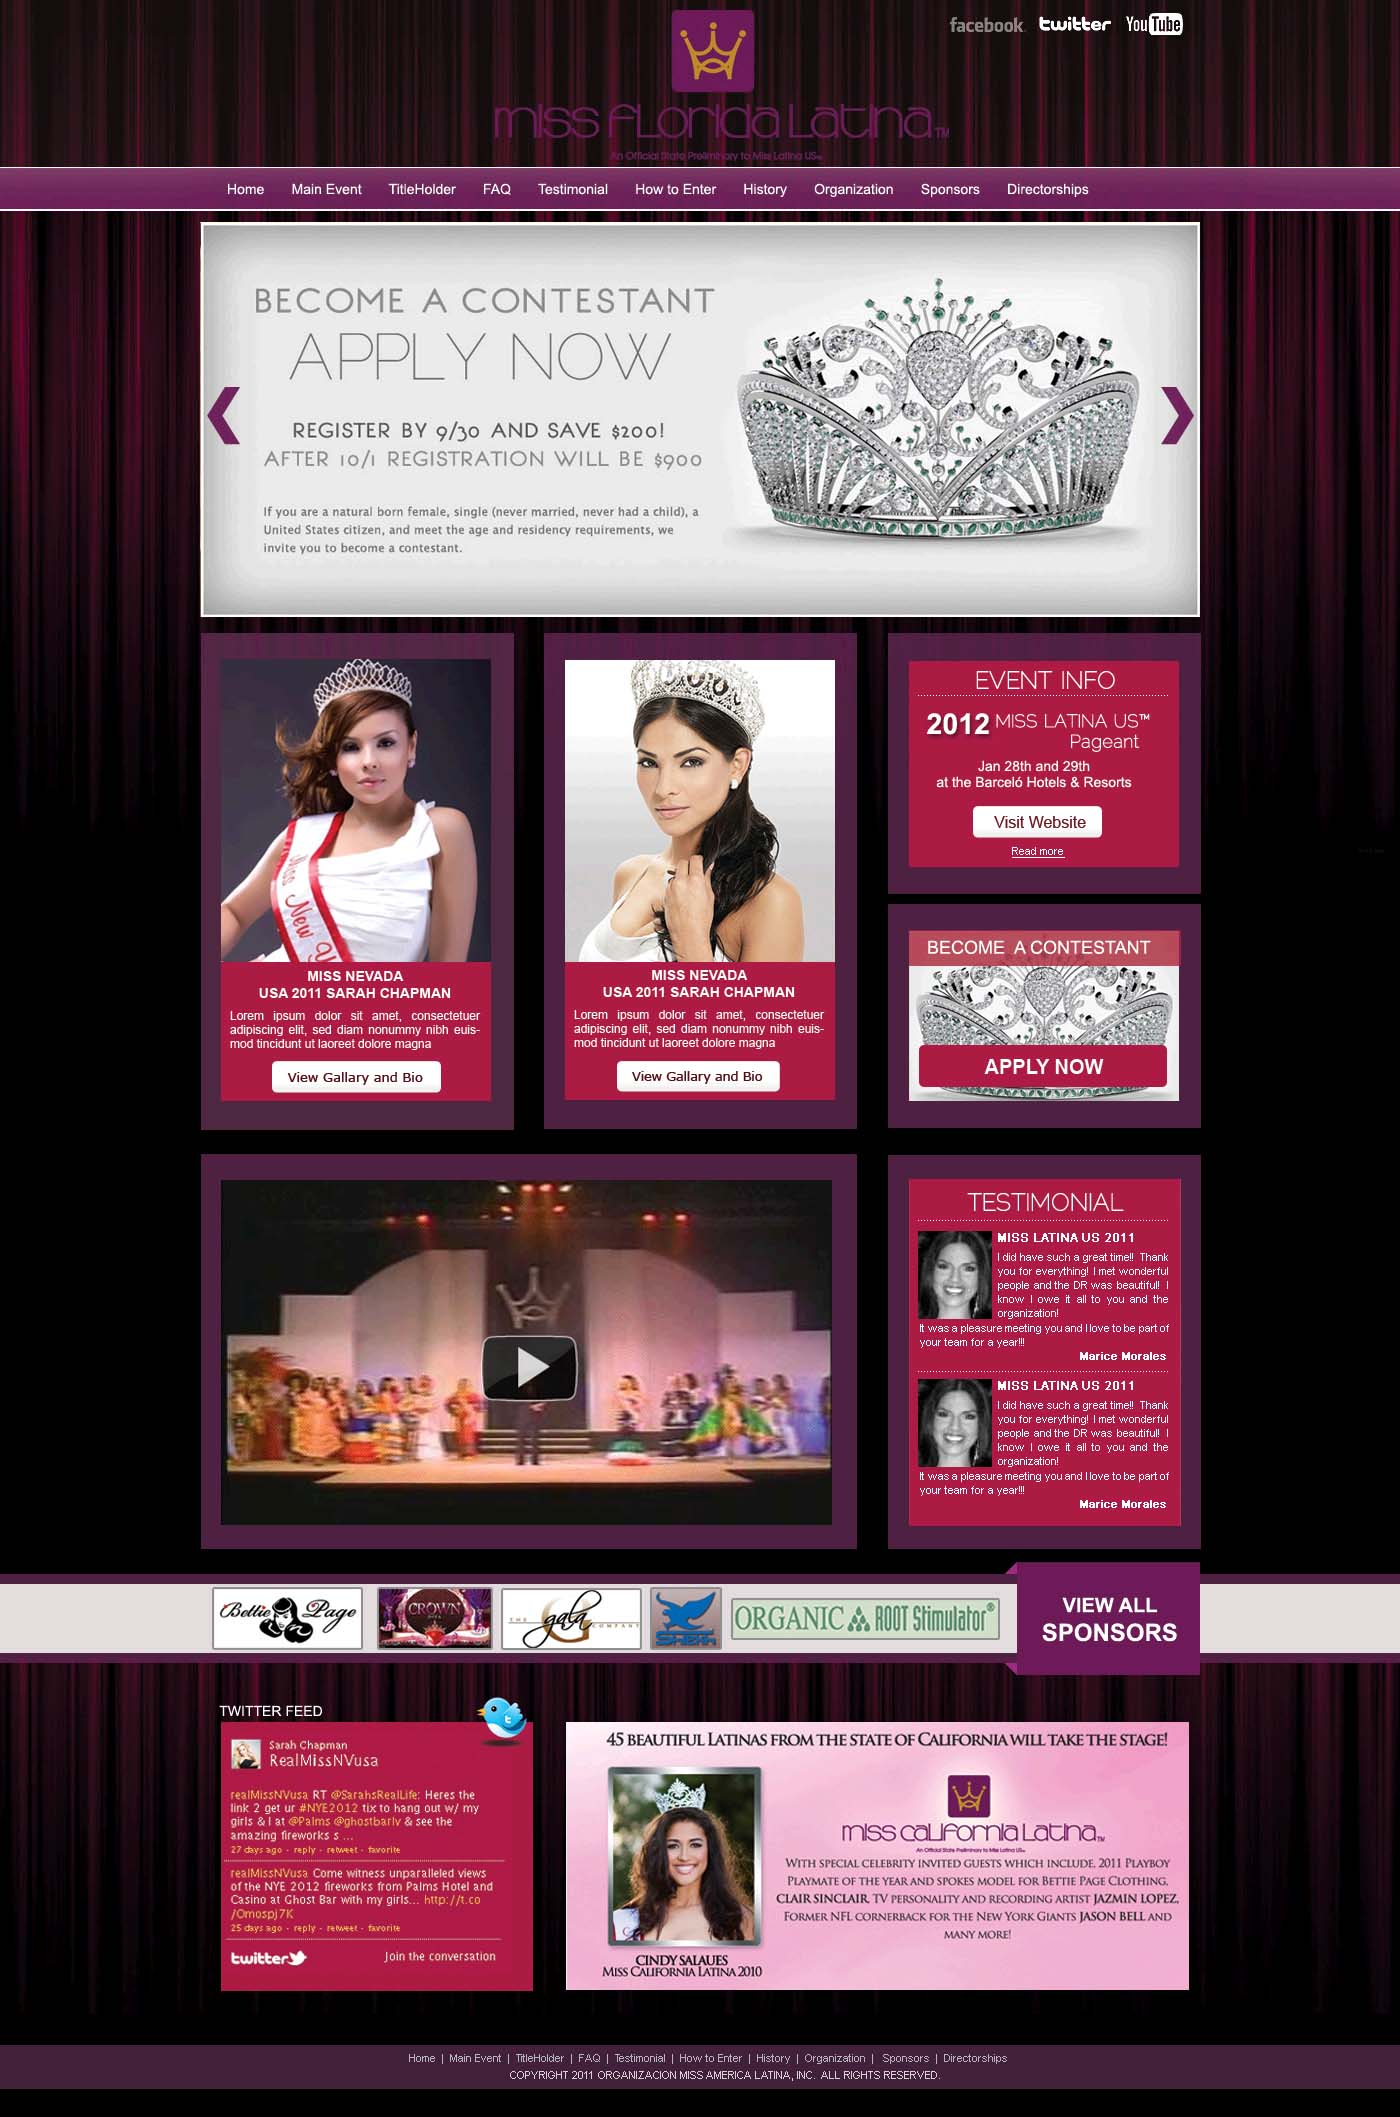 facebook twitter YouTube
miss Florida Latina™
An Official State Preliminary to Miss Latina US℠
Home Main Event TitleHolder FAQ Testimonial How to Enter History Organization Sponsors Directorships
BECOME A CONTESTANT
APPLY NOW
REGISTER BY 9/30 AND SAVE $200!
AFTER 10/1 REGISTRATION WILL BE $900
If you are a natural born female, single (never married, never had a child), a
United States citizen, and meet the age and residency requirements, we
invite you to become a contestant.
Miss New Y
MISS NEVADA
USA 2011 SARAH CHAPMAN
Lorem ipsum dolor sit amet, consectetuer
adipiscing elit, sed diam nonummy nibh euis-
mod tincidunt ut laoreet dolore magna
View Gallary and Bio
MISS NEVADA
USA 2011 SARAH CHAPMAN
Lorem ipsum dolor sit amet, consectetuer
adipiscing elit, sed diam nonummy nibh euis-
mod tincidunt ut laoreet dolore magna
View Gallary and Bio
EVENT INFO
2012 MISS LATINA US™
Pageant
Jan 28th and 29th
at the Barceló Hotels & Resorts
Visit Website
Read more
BECOME A CONTESTANT
APPLY NOW
TESTIMONIAL
MISS LATINA US 2011
I did have such a great time!! Thank
you for everything! I met wonderful
people and the DR was beautiful! I
know I owe it all to you and the
organization!
It was a pleasure meeting you and I love to be part of
your team for a year!!!
Marice Morales
MISS LATINA US 2011
I did have such a great time!! Thank
you for everything! I met wonderful
people and the DR was beautiful! I
know I owe it all to you and the
organization!
It was a pleasure meeting you and I love to be part of
your team for a year!!!
Marice Morales
Bettie Page
CROWN
THE gala COMPANY
ORGANIC ROOT Stimulator®
VIEW ALL
SPONSORS
TWITTER FEED
Sarah Chapman
RealMissNVusa
realMissNVusa RT @SarahsRealLife: Heres the
link 2 get ur #NYE2012 tix to hang out w/ my
girls & I at @Palms @ghostbarlv & see the
amazing fireworks s ...
27 days ago · reply · retweet · favorite
realMissNVusa Come witness unparalleled views
of the NYE 2012 fireworks from Palms Hotel and
Casino at Ghost Bar with my girls... http://t.co
/Omospj7K
25 days ago · reply · retweet · favorite
twitter Join the conversation
45 BEAUTIFUL LATINAS FROM THE STATE OF CALIFORNIA WILL TAKE THE STAGE!
miss California Latina™
An Official State Preliminary to Miss Latina US℠
WITH SPECIAL CELEBRITY INVITED GUESTS WHICH INCLUDE, 2011 PLAYBOY
PLAYMATE OF THE YEAR AND SPOKES MODEL FOR BETTIE PAGE CLOTHING,
CLAIR SINCLAIR, TV PERSONALITY AND RECORDING ARTIST JAZMIN LOPEZ,
FORMER NFL CORNERBACK FOR THE NEW YORK GIANTS JASON BELL AND
MANY MORE!
CINDY SALAUES
MISS CALIFORNIA LATINA 2010
Home | Main Event | TitleHolder | FAQ | Testimonial | How to Enter | History | Organization | Sponsors | Directorships
COPYRIGHT 2011 ORGANIZACION MISS AMERICA LATINA, INC. ALL RIGHTS RESERVED.